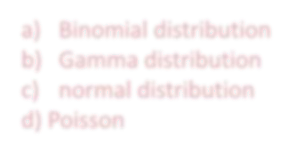 a) Binomial distribution
b) Gamma distribution
c) normal distribution
d) Poisson